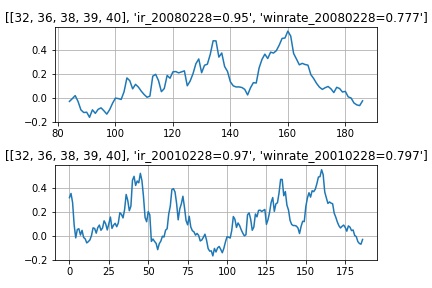 [[32, 36, 38, 39, 40], 'ir_20080228=0.95', 'winrate_20080228=0.777']
0.4
0.2
0.0
−0.2
80 100 120 140 160 180
[[32, 36, 38, 39, 40], 'ir_20010228=0.97', 'winrate_20010228=0.797']
0.4
0.2
0.0
−0.2
0 25 50 75 100 125 150 175